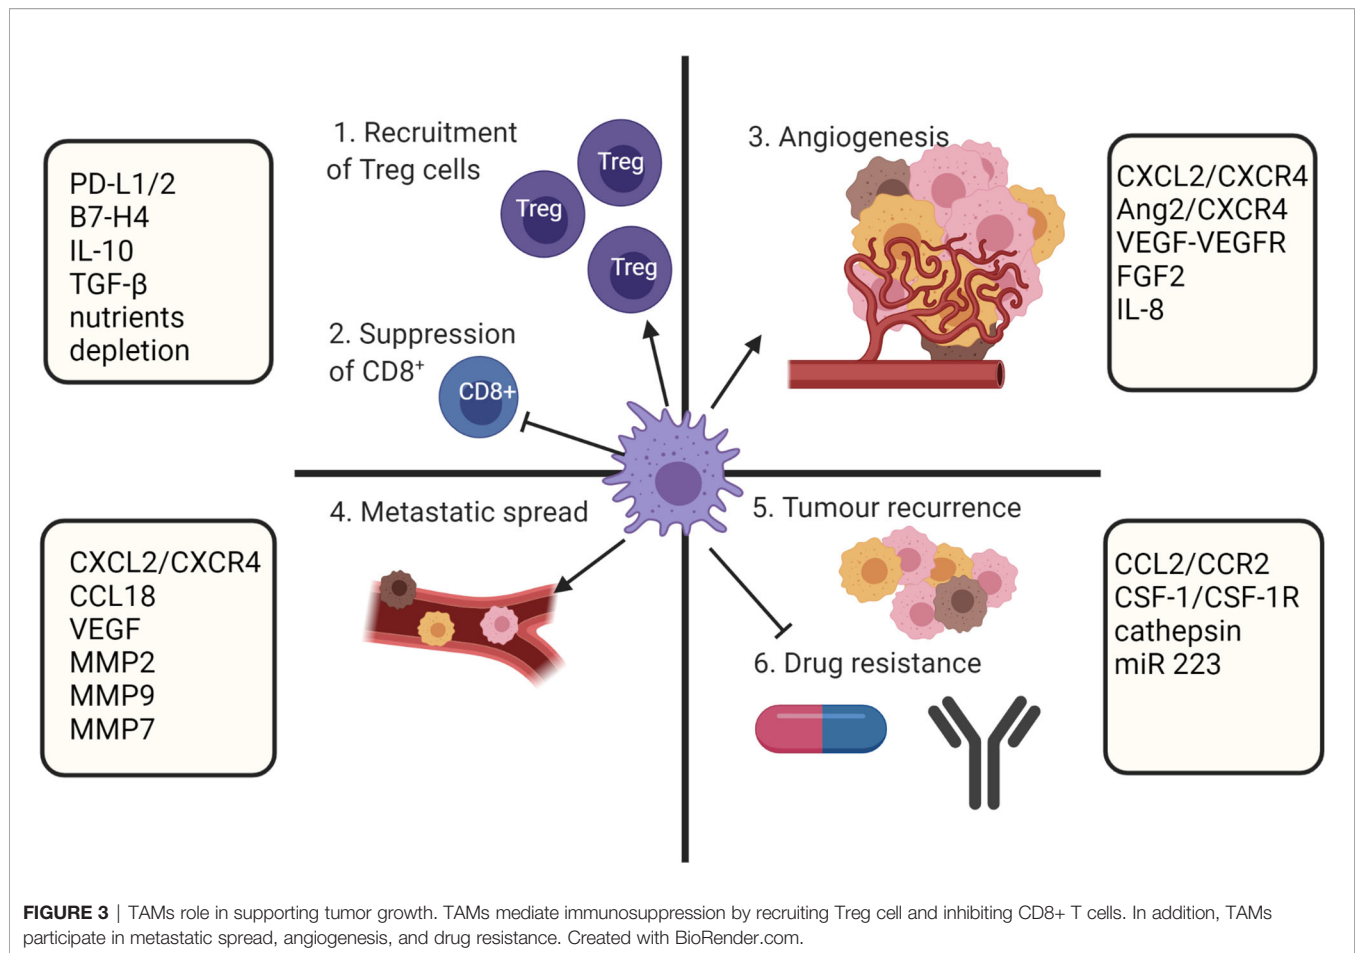 PD-L1/2
B7-H4
IL-10
TGF-β
nutrients
depletion
1. Recruitment
of Treg cells
Treg
Treg
Treg
2. Suppression
of CD8⁺
CD8+
3. Angiogenesis
CXCL2/CXCR4
Ang2/CXCR4
VEGF-VEGFR
FGF2
IL-8
CXCL2/CXCR4
CCL18
VEGF
MMP2
MMP9
MMP7
4. Metastatic spread
5. Tumour recurrence
6. Drug resistance
CCL2/CCR2
CSF-1/CSF-1R
cathepsin
miR 223
FIGURE 3 | TAMs role in supporting tumor growth. TAMs mediate immunosuppression by recruiting Treg cell and inhibiting CD8+ T cells. In addition, TAMs
participate in metastatic spread, angiogenesis, and drug resistance. Created with BioRender.com.